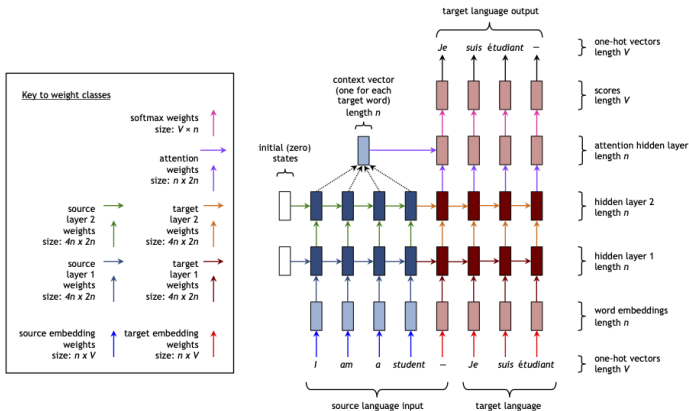 target language output
Je suis étudiant –
one-hot vectors
length V
context vector
(one for each
target word)
length n
scores
length V
initial (zero)
states
attention hidden layer
length n
hidden layer 2
length n
hidden layer 1
length n
word embeddings
length n
I am a student – Je suis étudiant
one-hot vectors
length V
source language input
target language
Key to weight classes
softmax weights
size: V × n
attention
weights
size: n x 2n
source
layer 2
weights
size: 4n x 2n
target
layer 2
weights
size: 4n x 2n
source
layer 1
weights
size: 4n x 2n
target
layer 1
weights
size: 4n x 2n
source embedding
weights
size: n x V
target embedding
weights
size: n x V